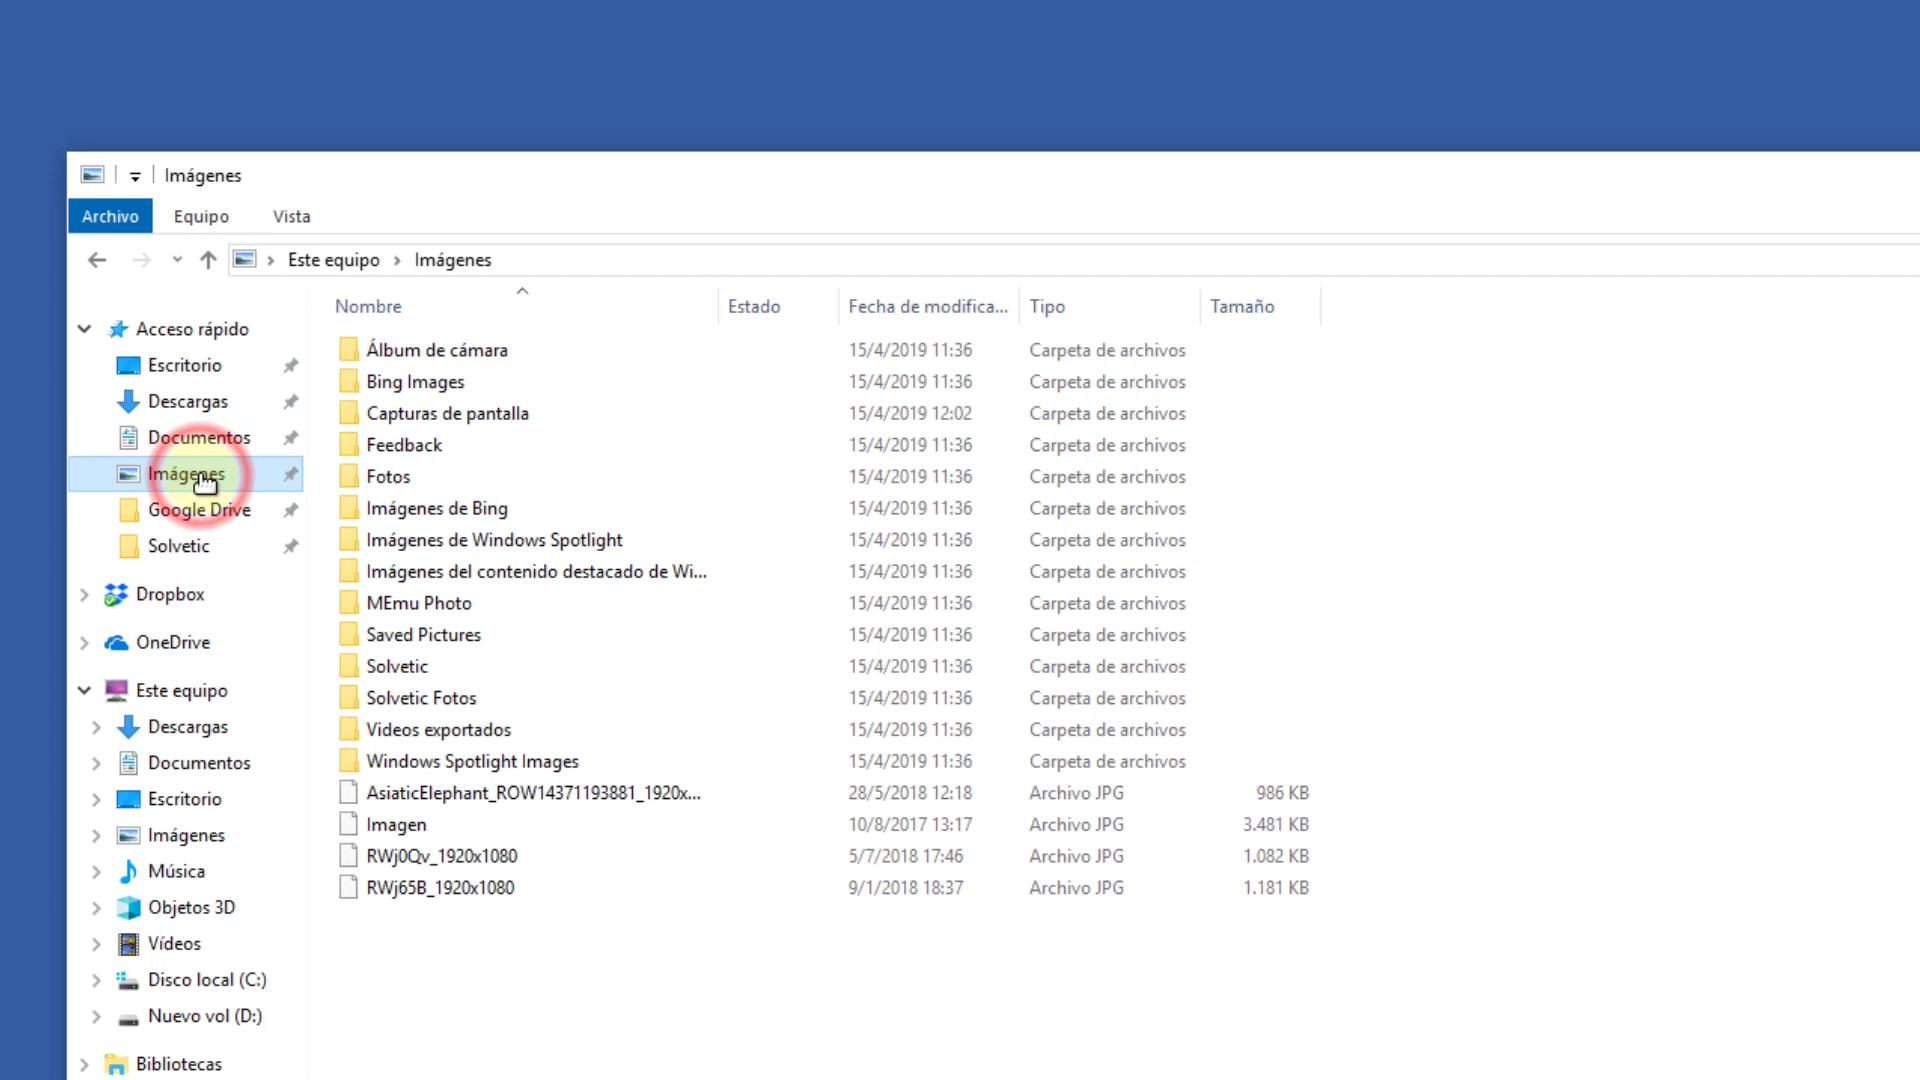 Imágenes
Archivo Equipo Vista
Este equipo Imágenes
Nombre Estado Fecha de modifica... Tipo Tamaño
Acceso rápido
Escritorio
Descargas
Documentos
Imágenes
Google Drive
Solvetic
Dropbox
OneDrive
Este equipo
Descargas
Documentos
Escritorio
Imágenes
Música
Objetos 3D
Vídeos
Disco local (C:)
Nuevo vol (D:)
Bibliotecas
Álbum de cámara 15/4/2019 11:36 Carpeta de archivos
Bing Images 15/4/2019 11:36 Carpeta de archivos
Capturas de pantalla 15/4/2019 12:02 Carpeta de archivos
Feedback 15/4/2019 11:36 Carpeta de archivos
Fotos 15/4/2019 11:36 Carpeta de archivos
Imágenes de Bing 15/4/2019 11:36 Carpeta de archivos
Imágenes de Windows Spotlight 15/4/2019 11:36 Carpeta de archivos
Imágenes del contenido destacado de Wi... 15/4/2019 11:36 Carpeta de archivos
MEmu Photo 15/4/2019 11:36 Carpeta de archivos
Saved Pictures 15/4/2019 11:36 Carpeta de archivos
Solvetic 15/4/2019 11:36 Carpeta de archivos
Solvetic Fotos 15/4/2019 11:36 Carpeta de archivos
Videos exportados 15/4/2019 11:36 Carpeta de archivos
Windows Spotlight Images 15/4/2019 11:36 Carpeta de archivos
AsiaticElephant_ROW14371193881_1920x... 28/5/2018 12:18 Archivo JPG 986 KB
Imagen 10/8/2017 13:17 Archivo JPG 3.481 KB
RWj0Qv_1920x1080 5/7/2018 17:46 Archivo JPG 1.082 KB
RWj65B_1920x1080 9/1/2018 18:37 Archivo JPG 1.181 KB